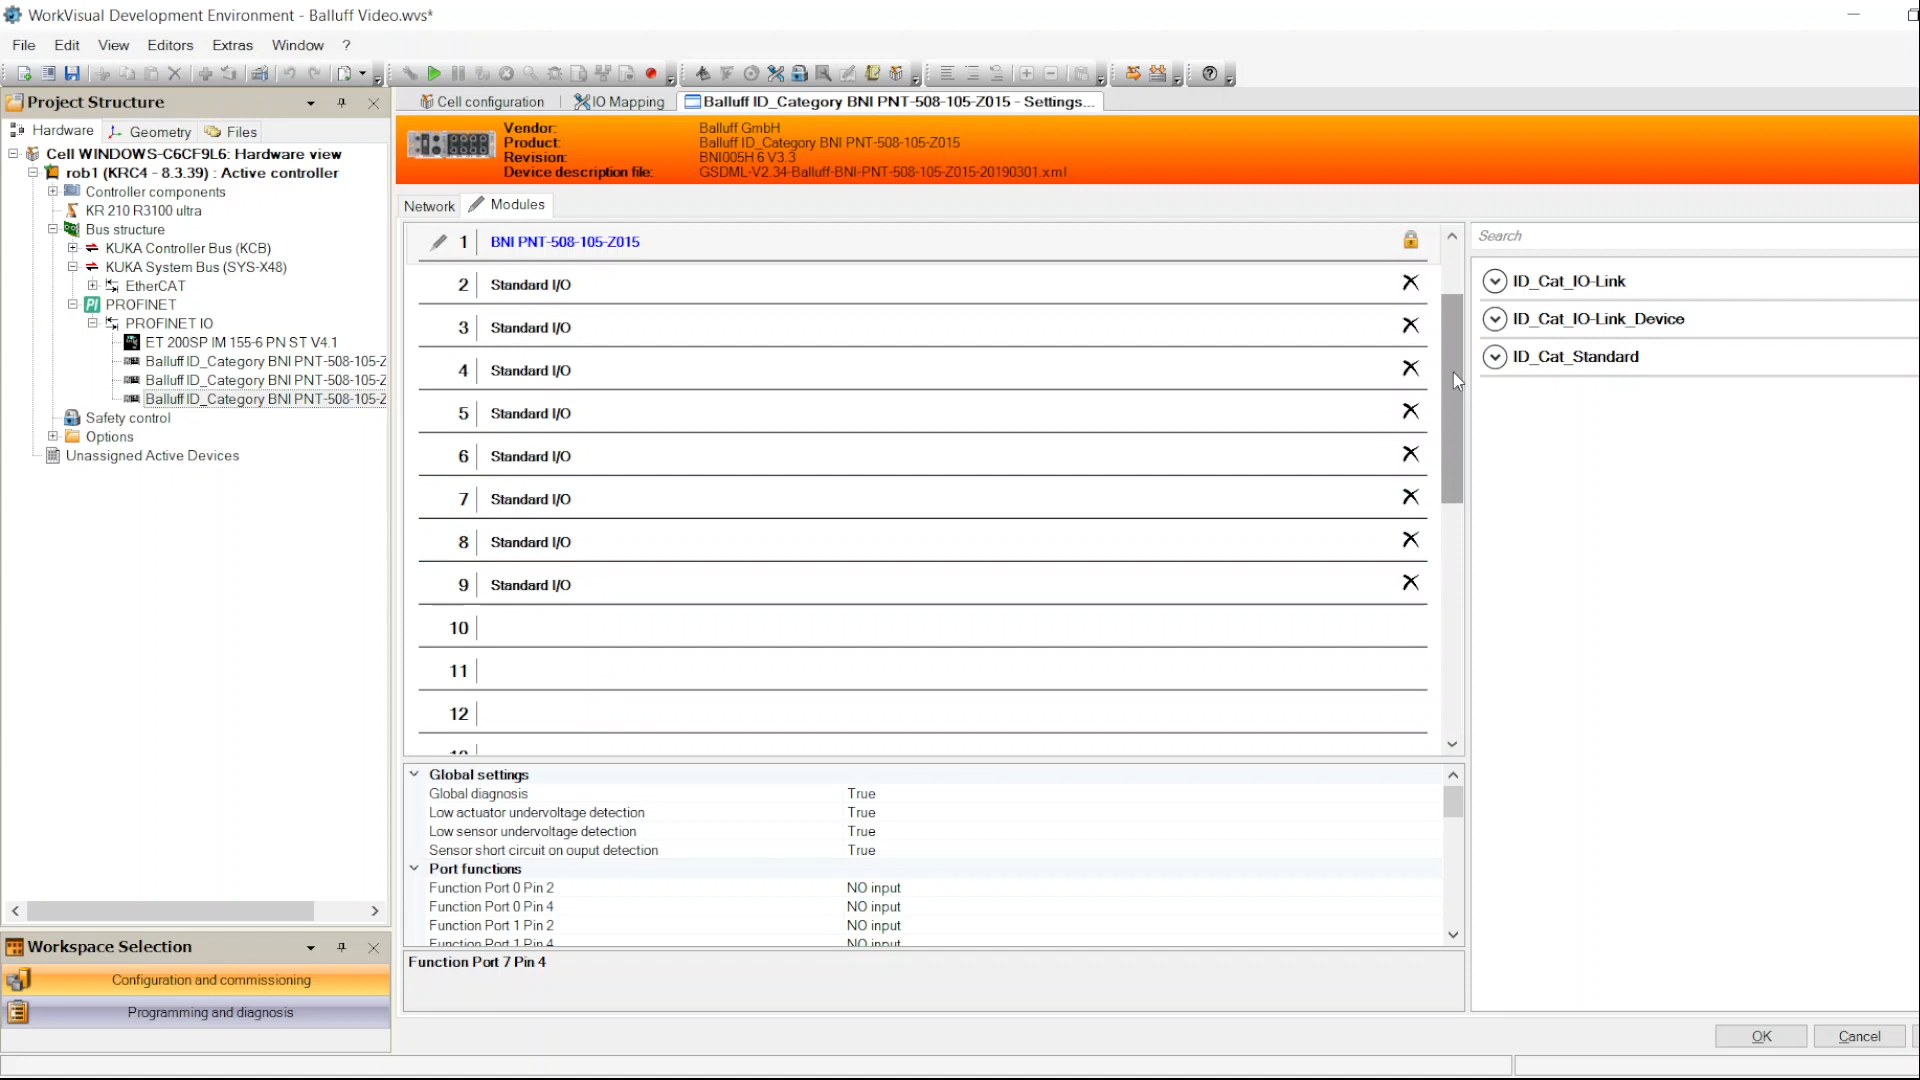 WorkVisual Development Environment - Balluff Video.wvs*
File Edit View Editors Extras Window ?
Project Structure
Cell configuration IO Mapping Balluff ID_Category BNI PNT-508-105-Z015 - Settings...
Hardware Geometry Files
Vendor: Balluff GmbH
Product: Balluff ID_Category BNI PNT-508-105-Z015
Revision: BNI005H 6 V3.3
Device description file: GSDML-V2.34-Balluff-BNI-PNT-508-105-Z015-20190301.xml
Cell WINDOWS-C6CF9L6: Hardware view
rob1 (KRC4 - 8.3.39) : Active controller
Controller components
KR 210 R3100 ultra
Bus structure
KUKA Controller Bus (KCB)
KUKA System Bus (SYS-X48)
EtherCAT
PROFINET
PROFINET IO
ET 200SP IM 155-6 PN ST V4.1
Balluff ID_Category BNI PNT-508-105-Z
Balluff ID_Category BNI PNT-508-105-Z
Balluff ID_Category BNI PNT-508-105-Z
Safety control
Options
Unassigned Active Devices
Network Modules
1 BNI PNT-508-105-Z015
2 Standard I/O
3 Standard I/O
4 Standard I/O
5 Standard I/O
6 Standard I/O
7 Standard I/O
8 Standard I/O
9 Standard I/O
10
11
12
Search
ID_Cat_IO-Link
ID_Cat_IO-Link_Device
ID_Cat_Standard
Global settings
Global diagnosis True
Low actuator undervoltage detection True
Low sensor undervoltage detection True
Sensor short circuit on ouput detection True
Port functions
Function Port 0 Pin 2 NO input
Function Port 0 Pin 4 NO input
Function Port 1 Pin 2 NO input
Function Port 1 Pin 4 NO input
Function Port 7 Pin 4
Workspace Selection
Configuration and commissioning
Programming and diagnosis
OK Cancel